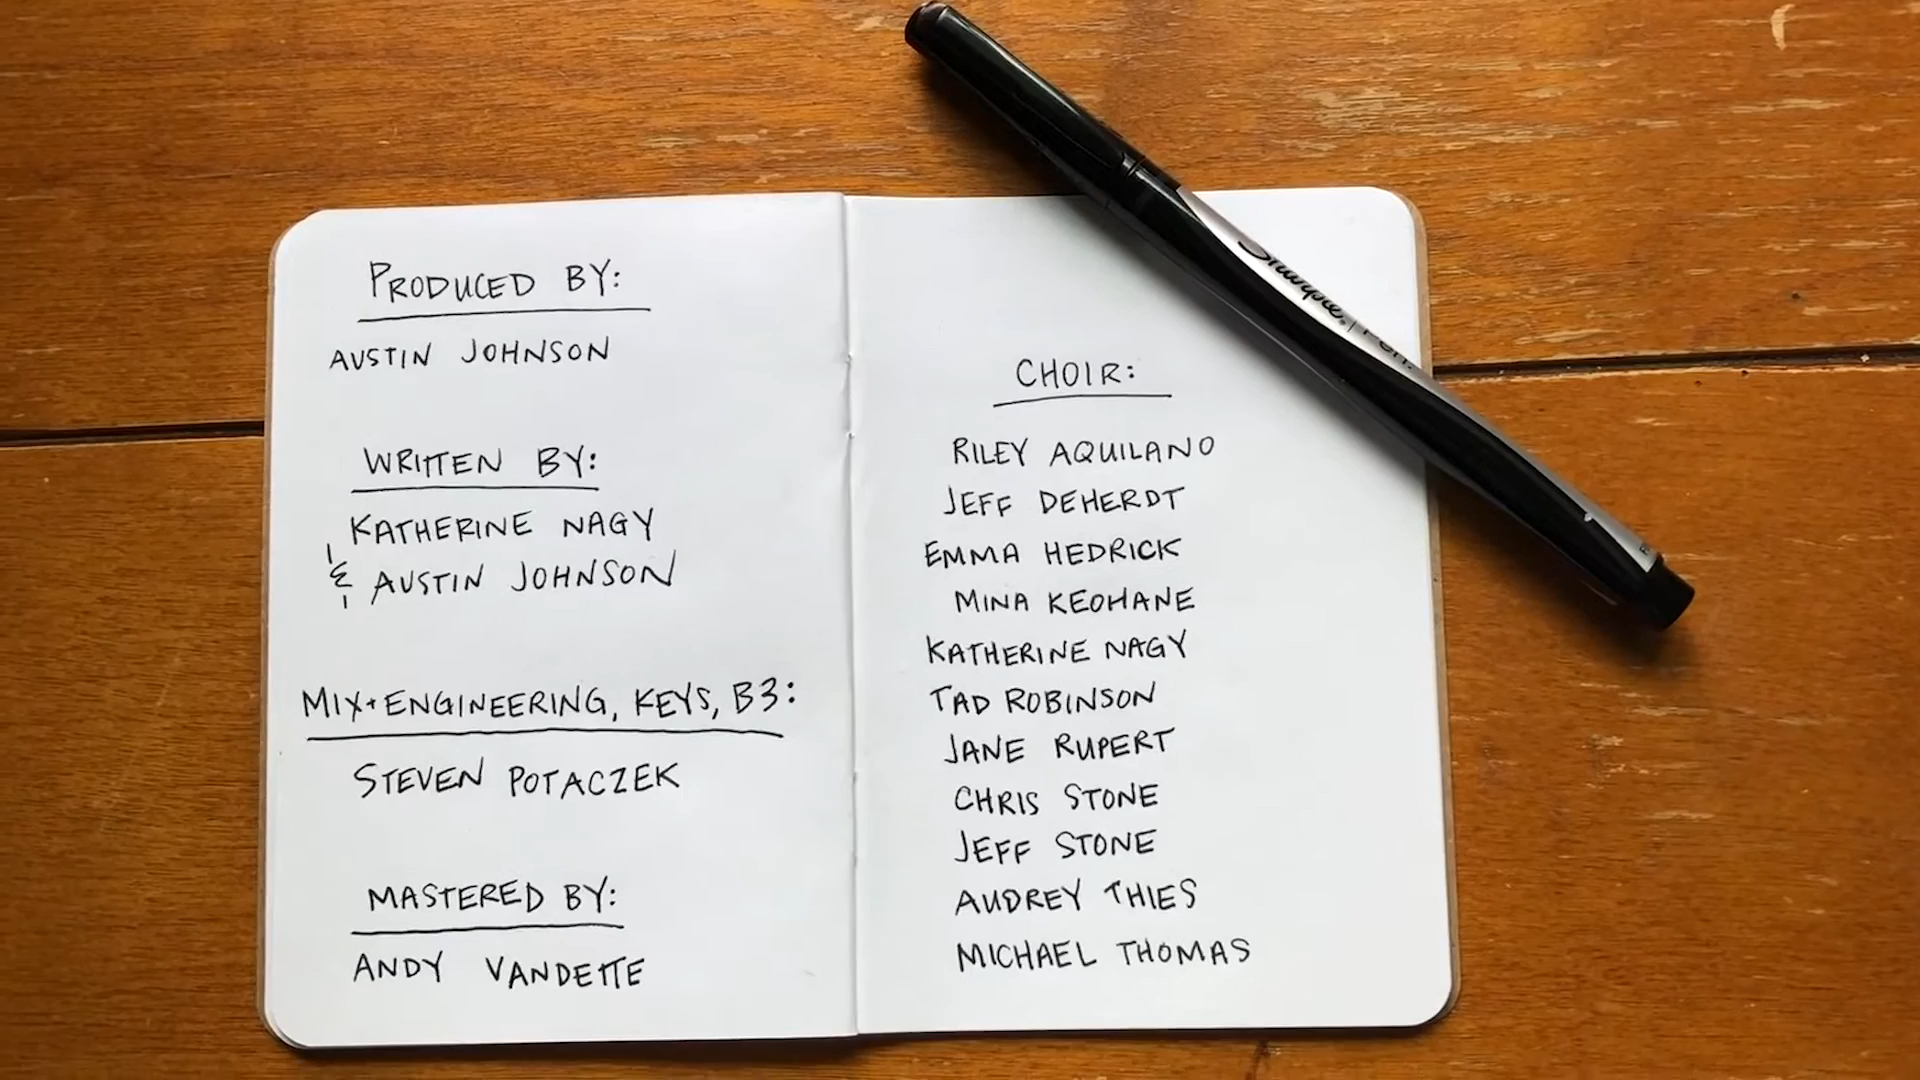 PRODUCED BY:
AUSTIN JOHNSON
WRITTEN BY:
KATHERINE NAGY
& AUSTIN JOHNSON
MIX+ENGINEERING, KEYS, B3:
STEVEN POTACZEK
MASTERED BY:
ANDY VANDETTE
CHOIR:
RILEY AQUILANO
JEFF DEHERDT
EMMA HEDRICK
MINA KEOHANE
KATHERINE NAGY
TAD ROBINSON
JANE RUPERT
CHRIS STONE
JEFF STONE
AUDREY THIES
MICHAEL THOMAS
Sharpie. Pen.